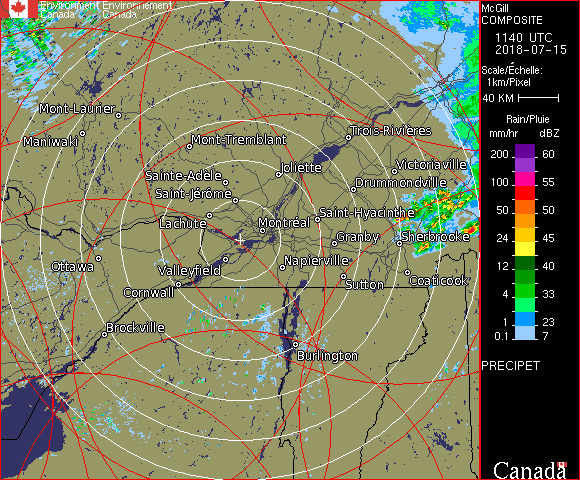 Environment Environnement
Canada Canada
McGill
COMPOSITE
1140 UTC
2018-07-15
Scale/Échelle:
1km/Pixel
40 KM
Rain/Pluie
mm/hr dBZ
200 60
100 55
50 50
24 45
12 40
4 33
1 23
0.1 7
PRECIPET
Canada
Mont-Laurier
Maniwaki
Mont-Tremblant
Trois-Rivières
Sainte-Adèle
Joliette
Victoriaville
Saint-Jérôme
Drummondville
Lachute
Montréal
Saint-Hyacinthe
Granby
Sherbrooke
Ottawa
Valleyfield
Napierville
Cornwall
Sutton
Coaticook
Brockville
Burlington